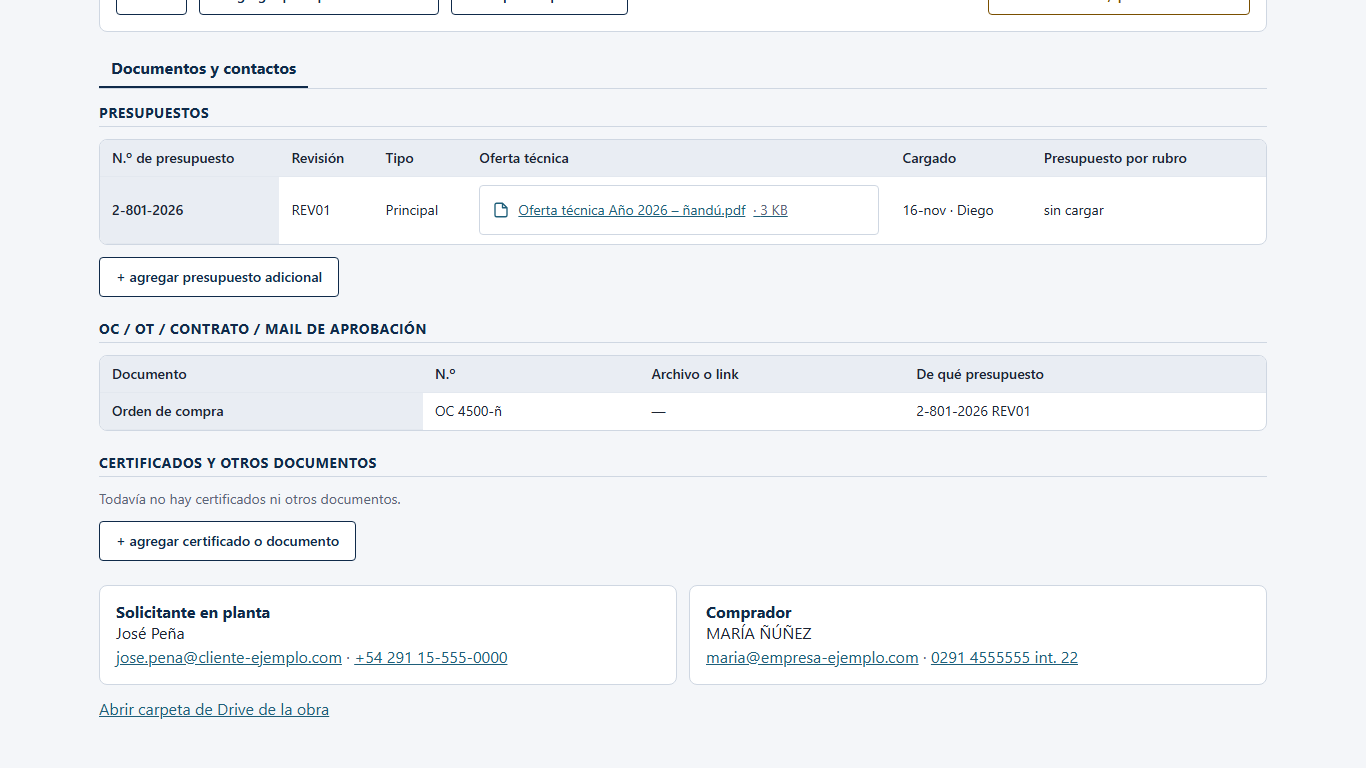 Documentos y contactos
PRESUPUESTOS
N.º de presupuesto Revisión Tipo Oferta técnica Cargado Presupuesto por rubro
2-801-2026 REV01 Principal Oferta técnica Año 2026 – ñandú.pdf · 3 KB 16-nov · Diego sin cargar
+ agregar presupuesto adicional
OC / OT / CONTRATO / MAIL DE APROBACIÓN
Documento N.º Archivo o link De qué presupuesto
Orden de compra OC 4500-ñ — 2-801-2026 REV01
CERTIFICADOS Y OTROS DOCUMENTOS
Todavía no hay certificados ni otros documentos.
+ agregar certificado o documento
Solicitante en planta
José Peña
jose.pena@cliente-ejemplo.com · +54 291 15-555-0000
Comprador
MARÍA ÑÚÑEZ
maria@empresa-ejemplo.com · 0291 4555555 int. 22
Abrir carpeta de Drive de la obra